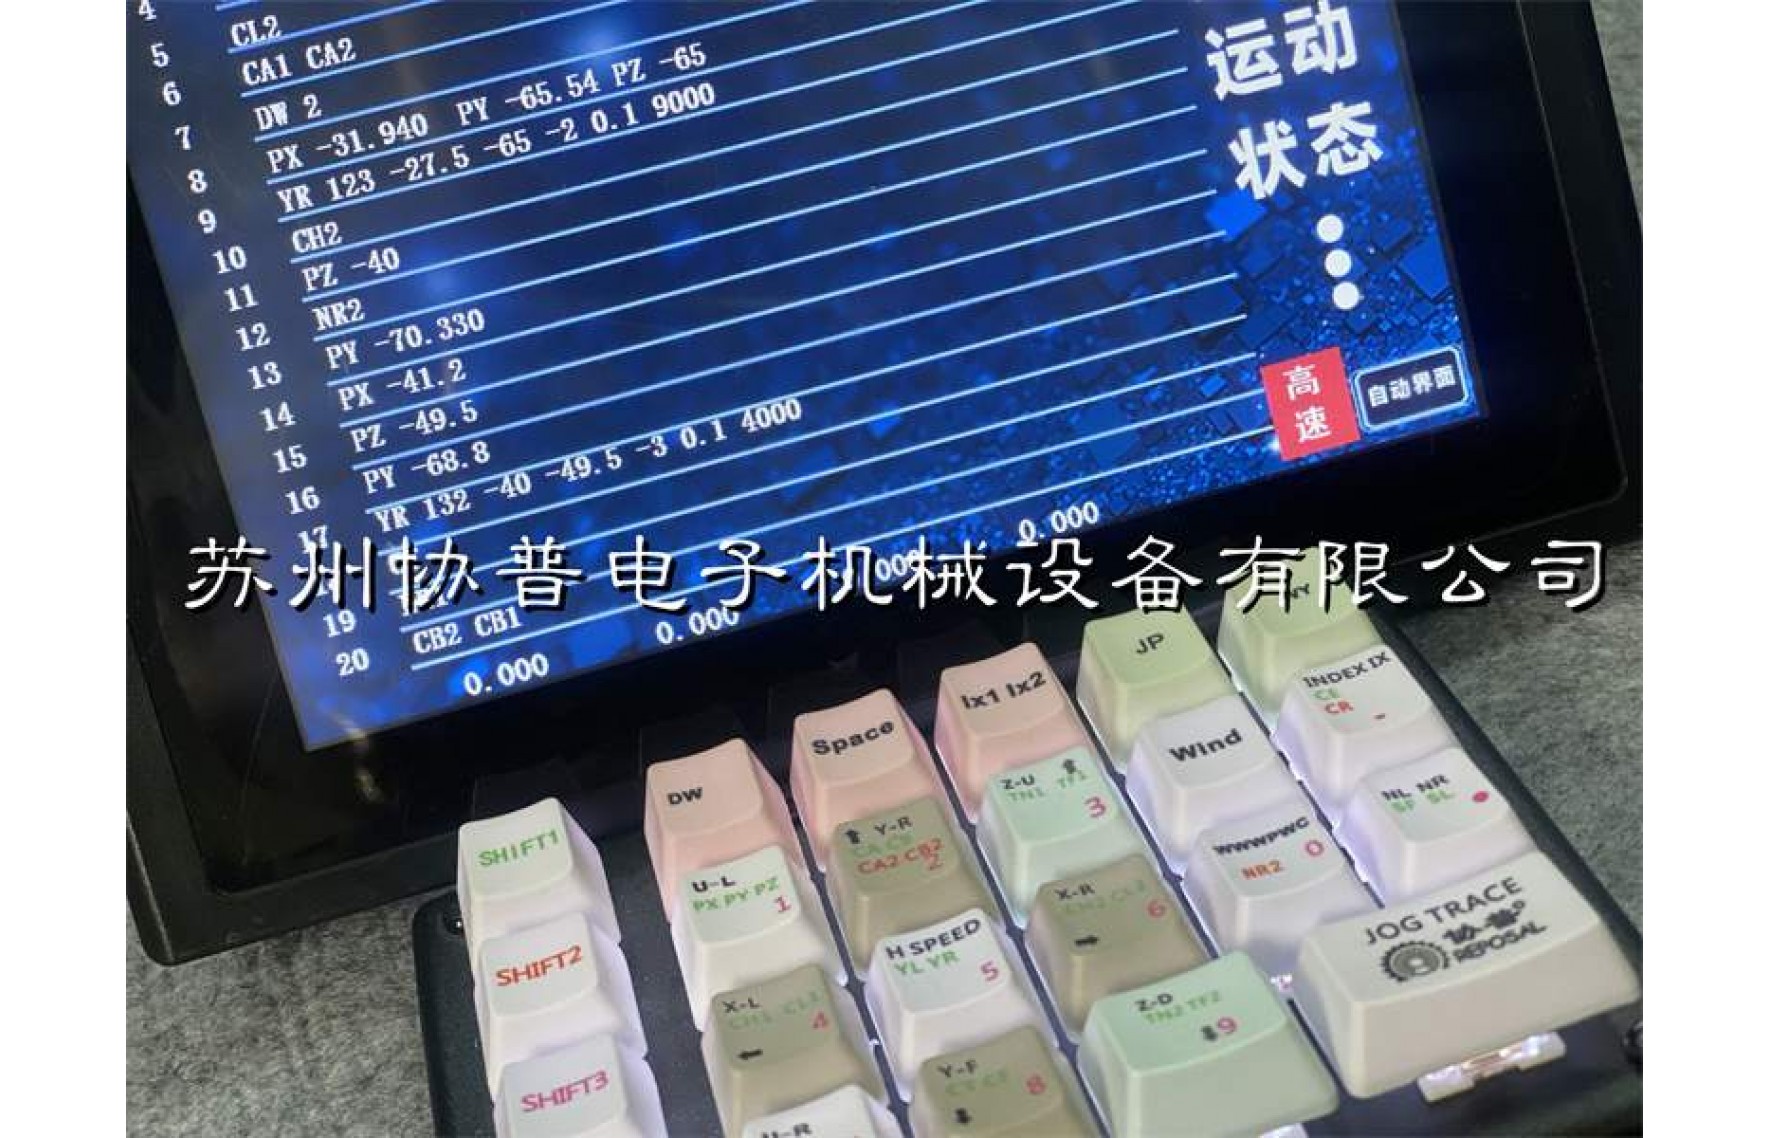 4
5 CL2
6 CA1 CA2
7 DW 2
8 PX -31.940 PY -65.54 PZ -65
9 YR 123 -27.5 -65 -2 0.1 9000
10 CH2
11 PZ -40
12 NR2
13 PY -70.330
14 PX -41.2
15 PZ -49.5
16 PY -68.8
17 YR 132 -40 -49.5 -3 0.1 4000
19
20 CB2 CB1
0.000 0.000 0.000
运动
状态
高速
自动界面
苏州协普电子机械设备有限公司
SHIFT1
SHIFT2
SHIFT3
DW
Space
Ix1 Ix2
JP
U-L
PX PY PZ 1
Y-R
CA2 CB2
2
Z-U
TN1 TF1
3
Wind
INDEX IX
CR -
X-L
4
H SPEED
YL YR 5
X-R
6
WWWPWC
NR2 0
NL NR
SF SL
Y-F
8
Z-D
TN2 TF2
9
JOG TRACE
协普
REPOSAL
U-R